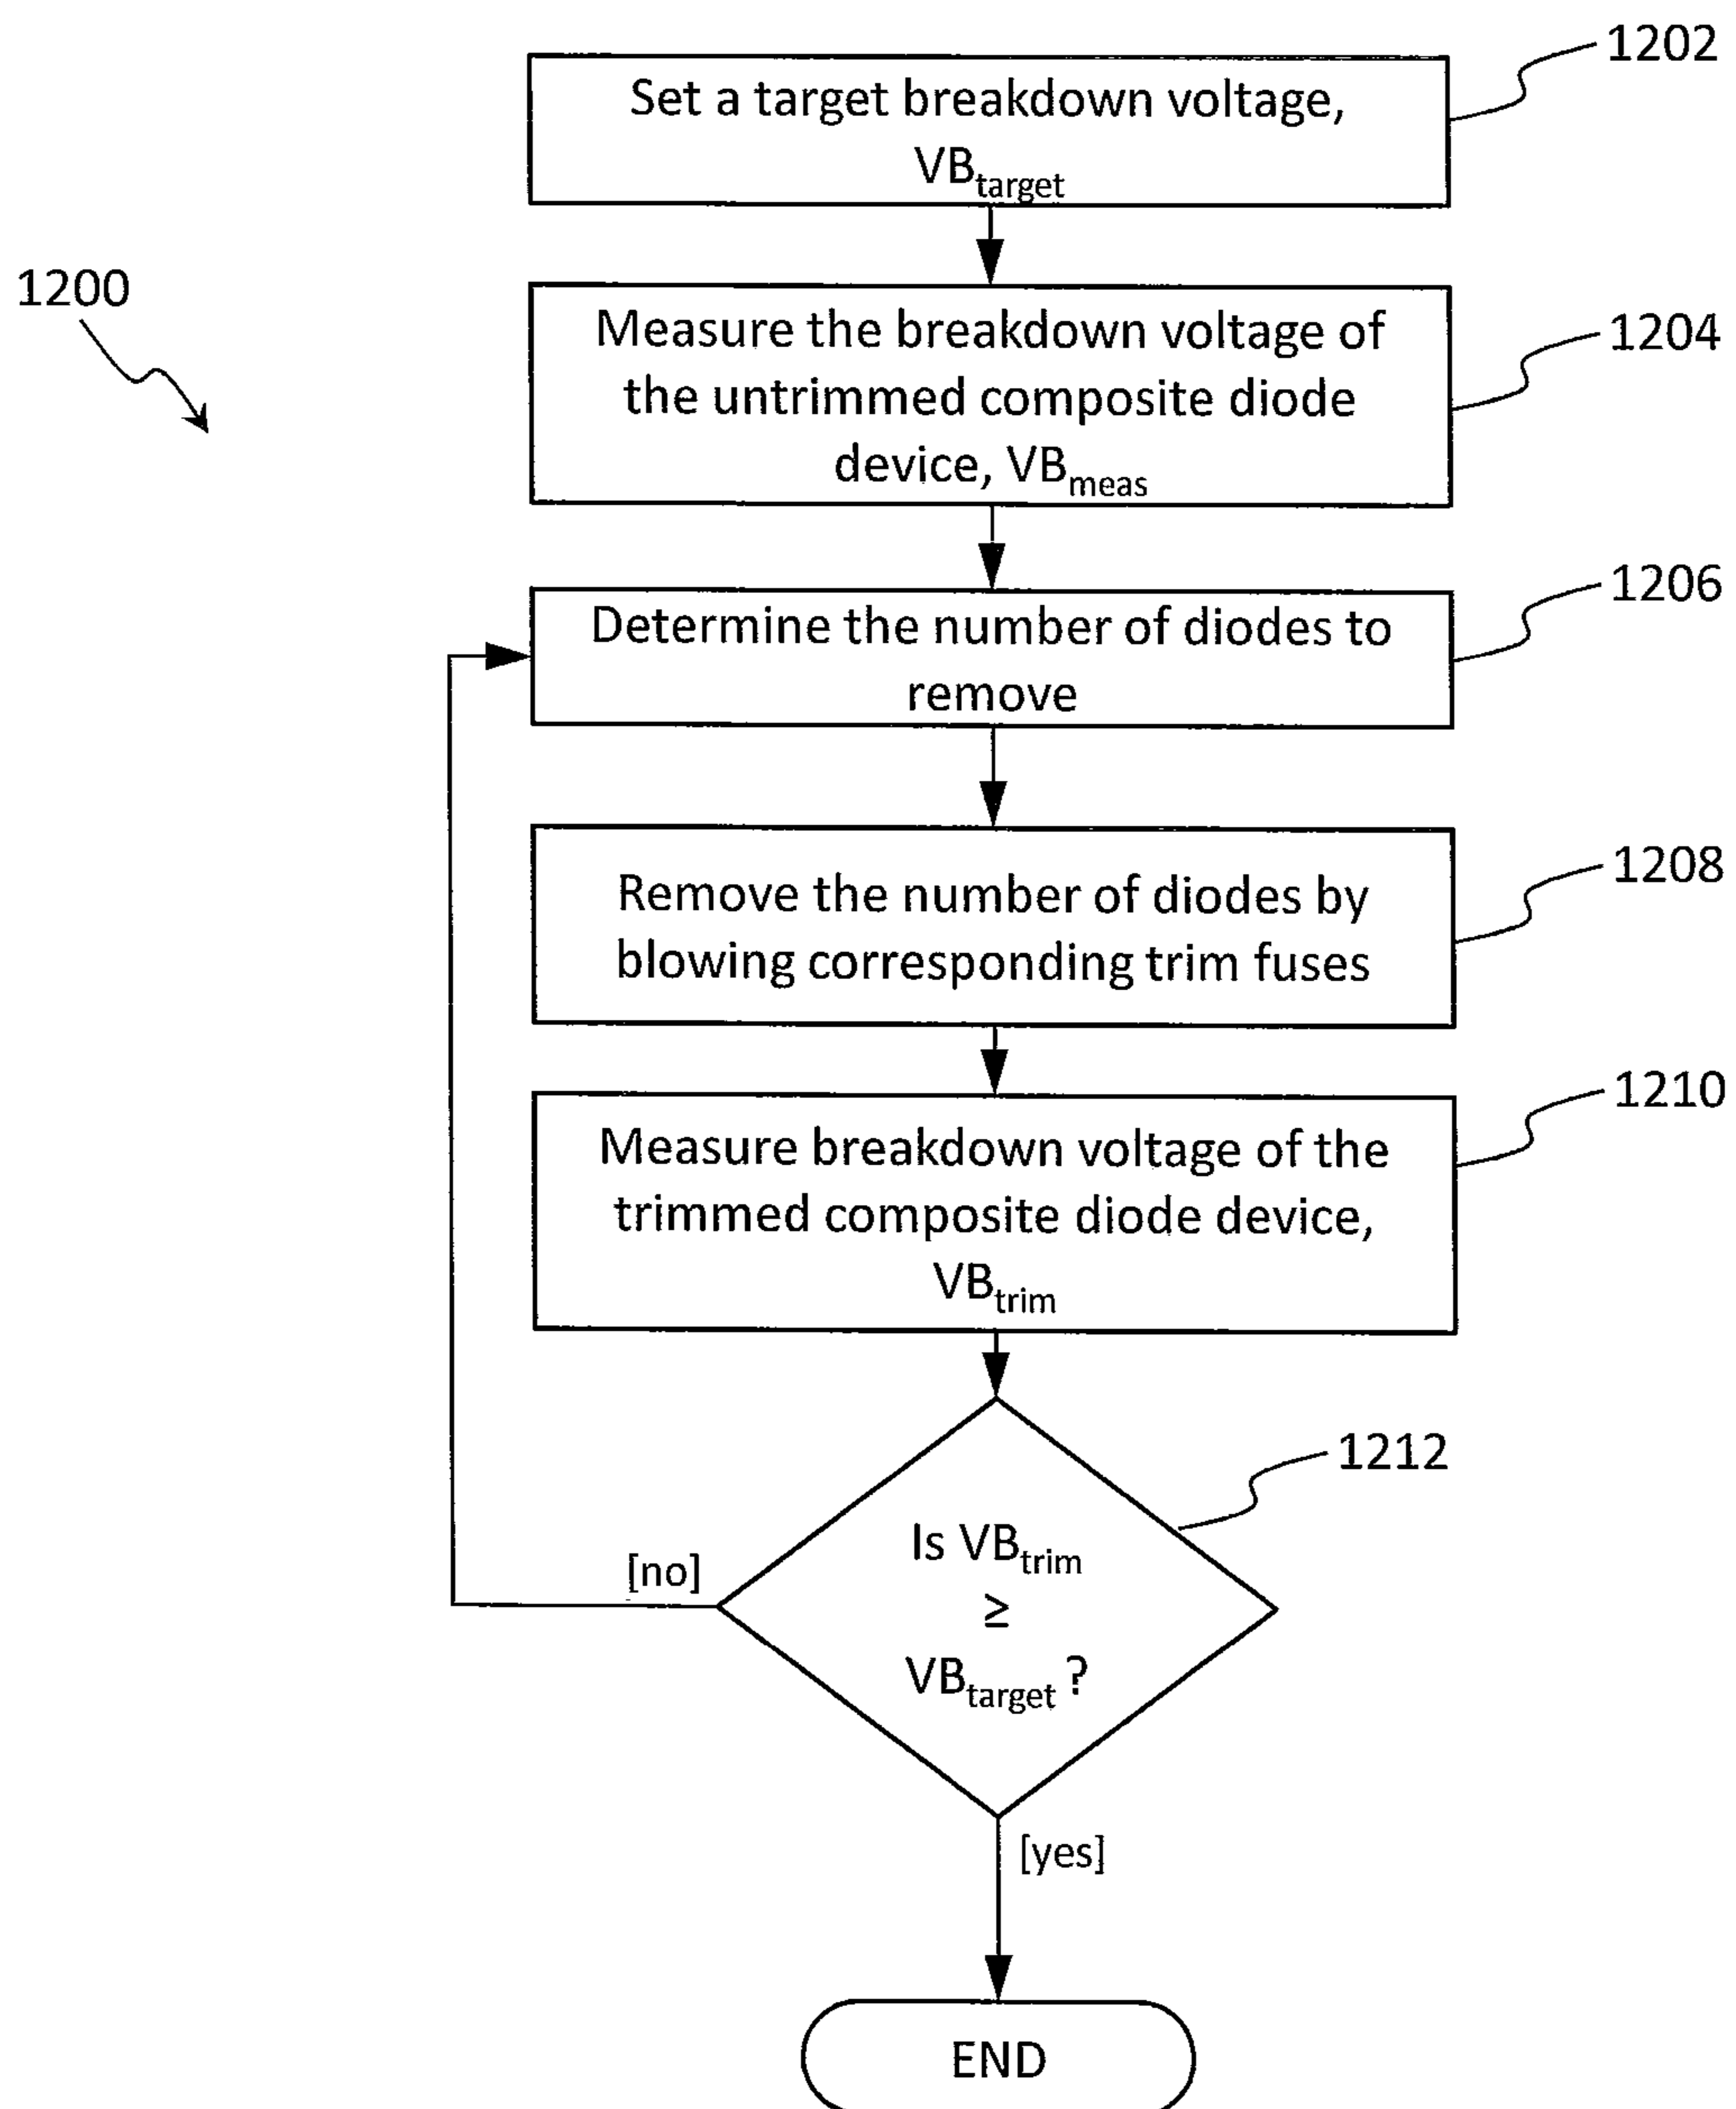 1202
Set a target breakdown voltage,
VBtarget
1200
Measure the breakdown voltage of
the untrimmed composite diode
device, VBmeas
1204
Determine the number of diodes to
remove
1206
Remove the number of diodes by
blowing corresponding trim fuses
1208
Measure breakdown voltage of the
trimmed composite diode device,
VBtrim
1210
1212
Is VBtrim
≥
VBtarget ?
[no]
[yes]
END